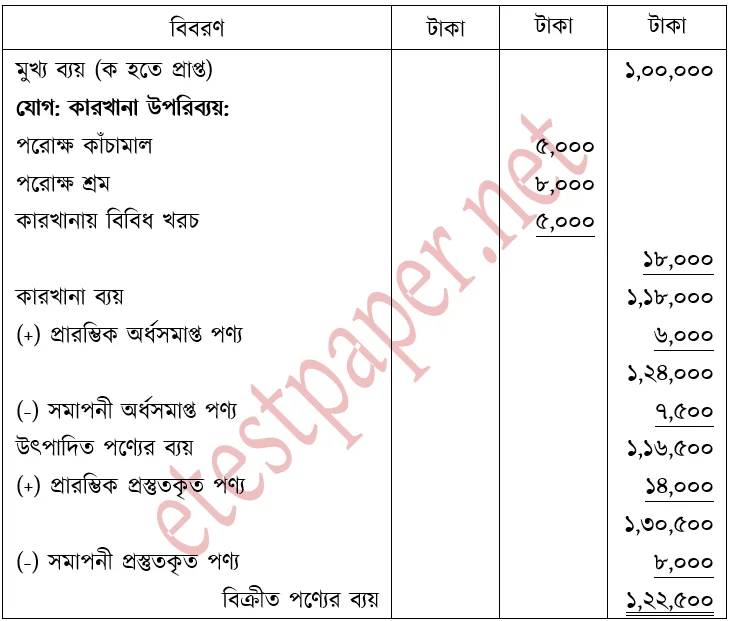 বিবরণ টাকা টাকা টাকা
মুখ্য ব্যয় (ক হতে প্রাপ্ত) ১,০০,০০০
যোগ: কারখানা উপরিব্যয়:
পরোক্ষ কাঁচামাল ৫,০০০
পরোক্ষ শ্রম ৮,০০০
কারখানায় বিবিধ খরচ ৫,০০০
১৮,০০০
কারখানা ব্যয় ১,১৮,০০০
(+) প্রারম্ভিক অর্ধসমাপ্ত পণ্য ৬,০০০
১,২৪,০০০
(-) সমাপনী অর্ধসমাপ্ত পণ্য ৭,৫০০
উৎপাদিত পণ্যের ব্যয় ১,১৬,৫০০
(+) প্রারম্ভিক প্রস্তুতকৃত পণ্য ১৪,০০০
১,৩০,৫০০
(-) সমাপনী প্রস্তুতকৃত পণ্য ৮,০০০
বিক্রীত পণ্যের ব্যয় ১,২২,৫০০
etestpaper.net